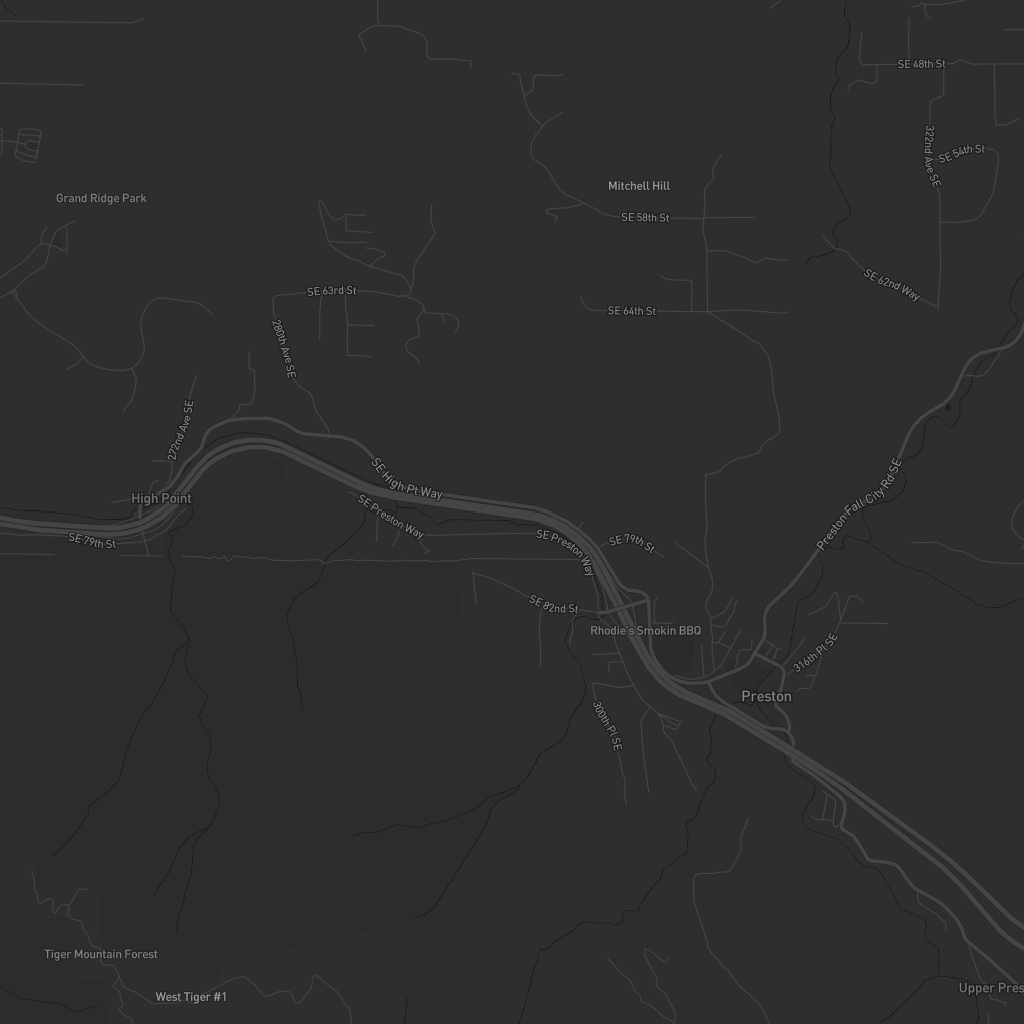 SE 48th St
322nd Ave SE
SE 54th St
Mitchell Hill
Grand Ridge Park
SE 58th St
SE 62nd Way
SE 63rd St
SE 64th St
280th Ave SE
272nd Ave SE
SE High Pt Way
Preston Fall City Rd SE
High Point
SE Preston Way
SE 79th St
SE Preston Way
SE 79th St
SE 82nd St
Rhodie's Smokin BBQ
316th Pl SE
Preston
300th Pl SE
Tiger Mountain Forest
West Tiger #1
Upper Pres